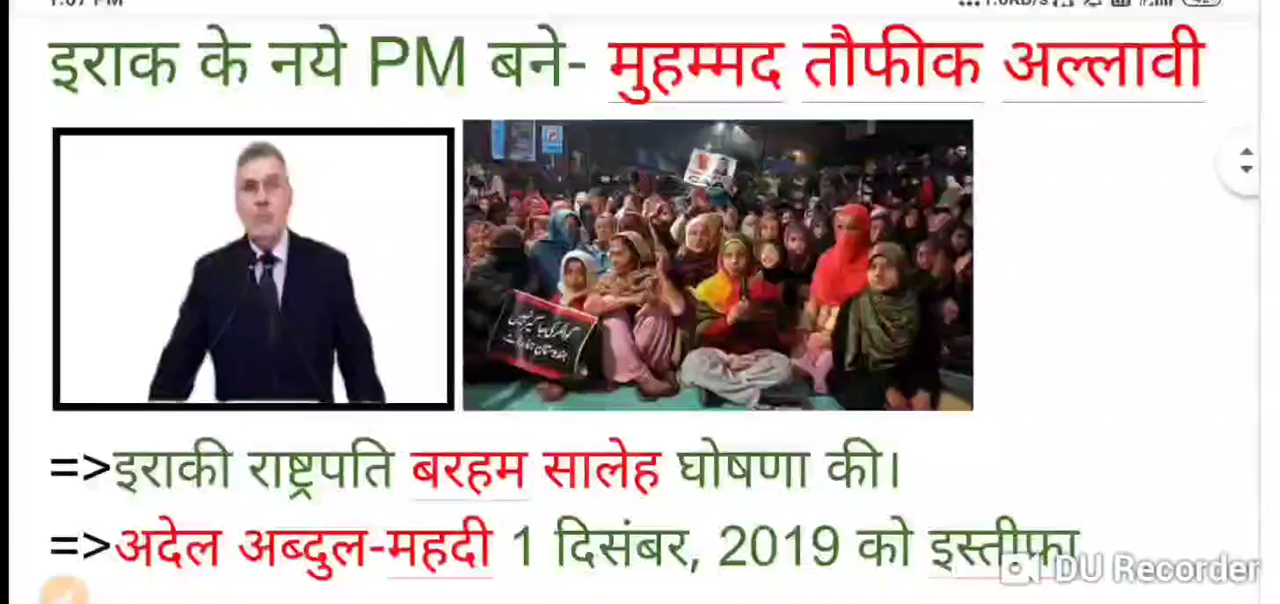 इराक के नये PM बने- मुहम्मद तौफीक अल्लावी
=>इराकी राष्ट्रपति बरहम सालेह घोषणा की।
=>अदेल अब्दुल-महदी 1 दिसंबर, 2019 को इस्तीफा
DU Recorder